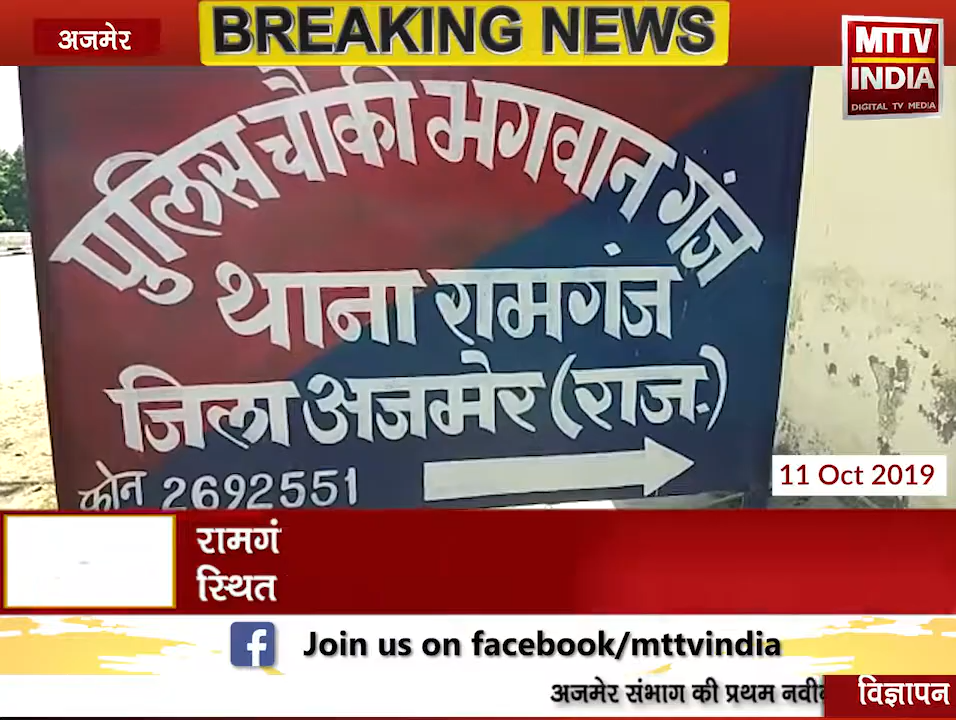 अजमेर
BREAKING NEWS
MTTV
INDIA
DIGITAL TV MEDIA
पुलिस चौकी भगवान गंज
थाना रामगंज
जिला अजमेर (राज.)
फोन 2692551
11 Oct 2019
रामगं
स्थित
Join us on facebook/mttvindia
अजमेर संभाग की प्रथम
विज्ञापन